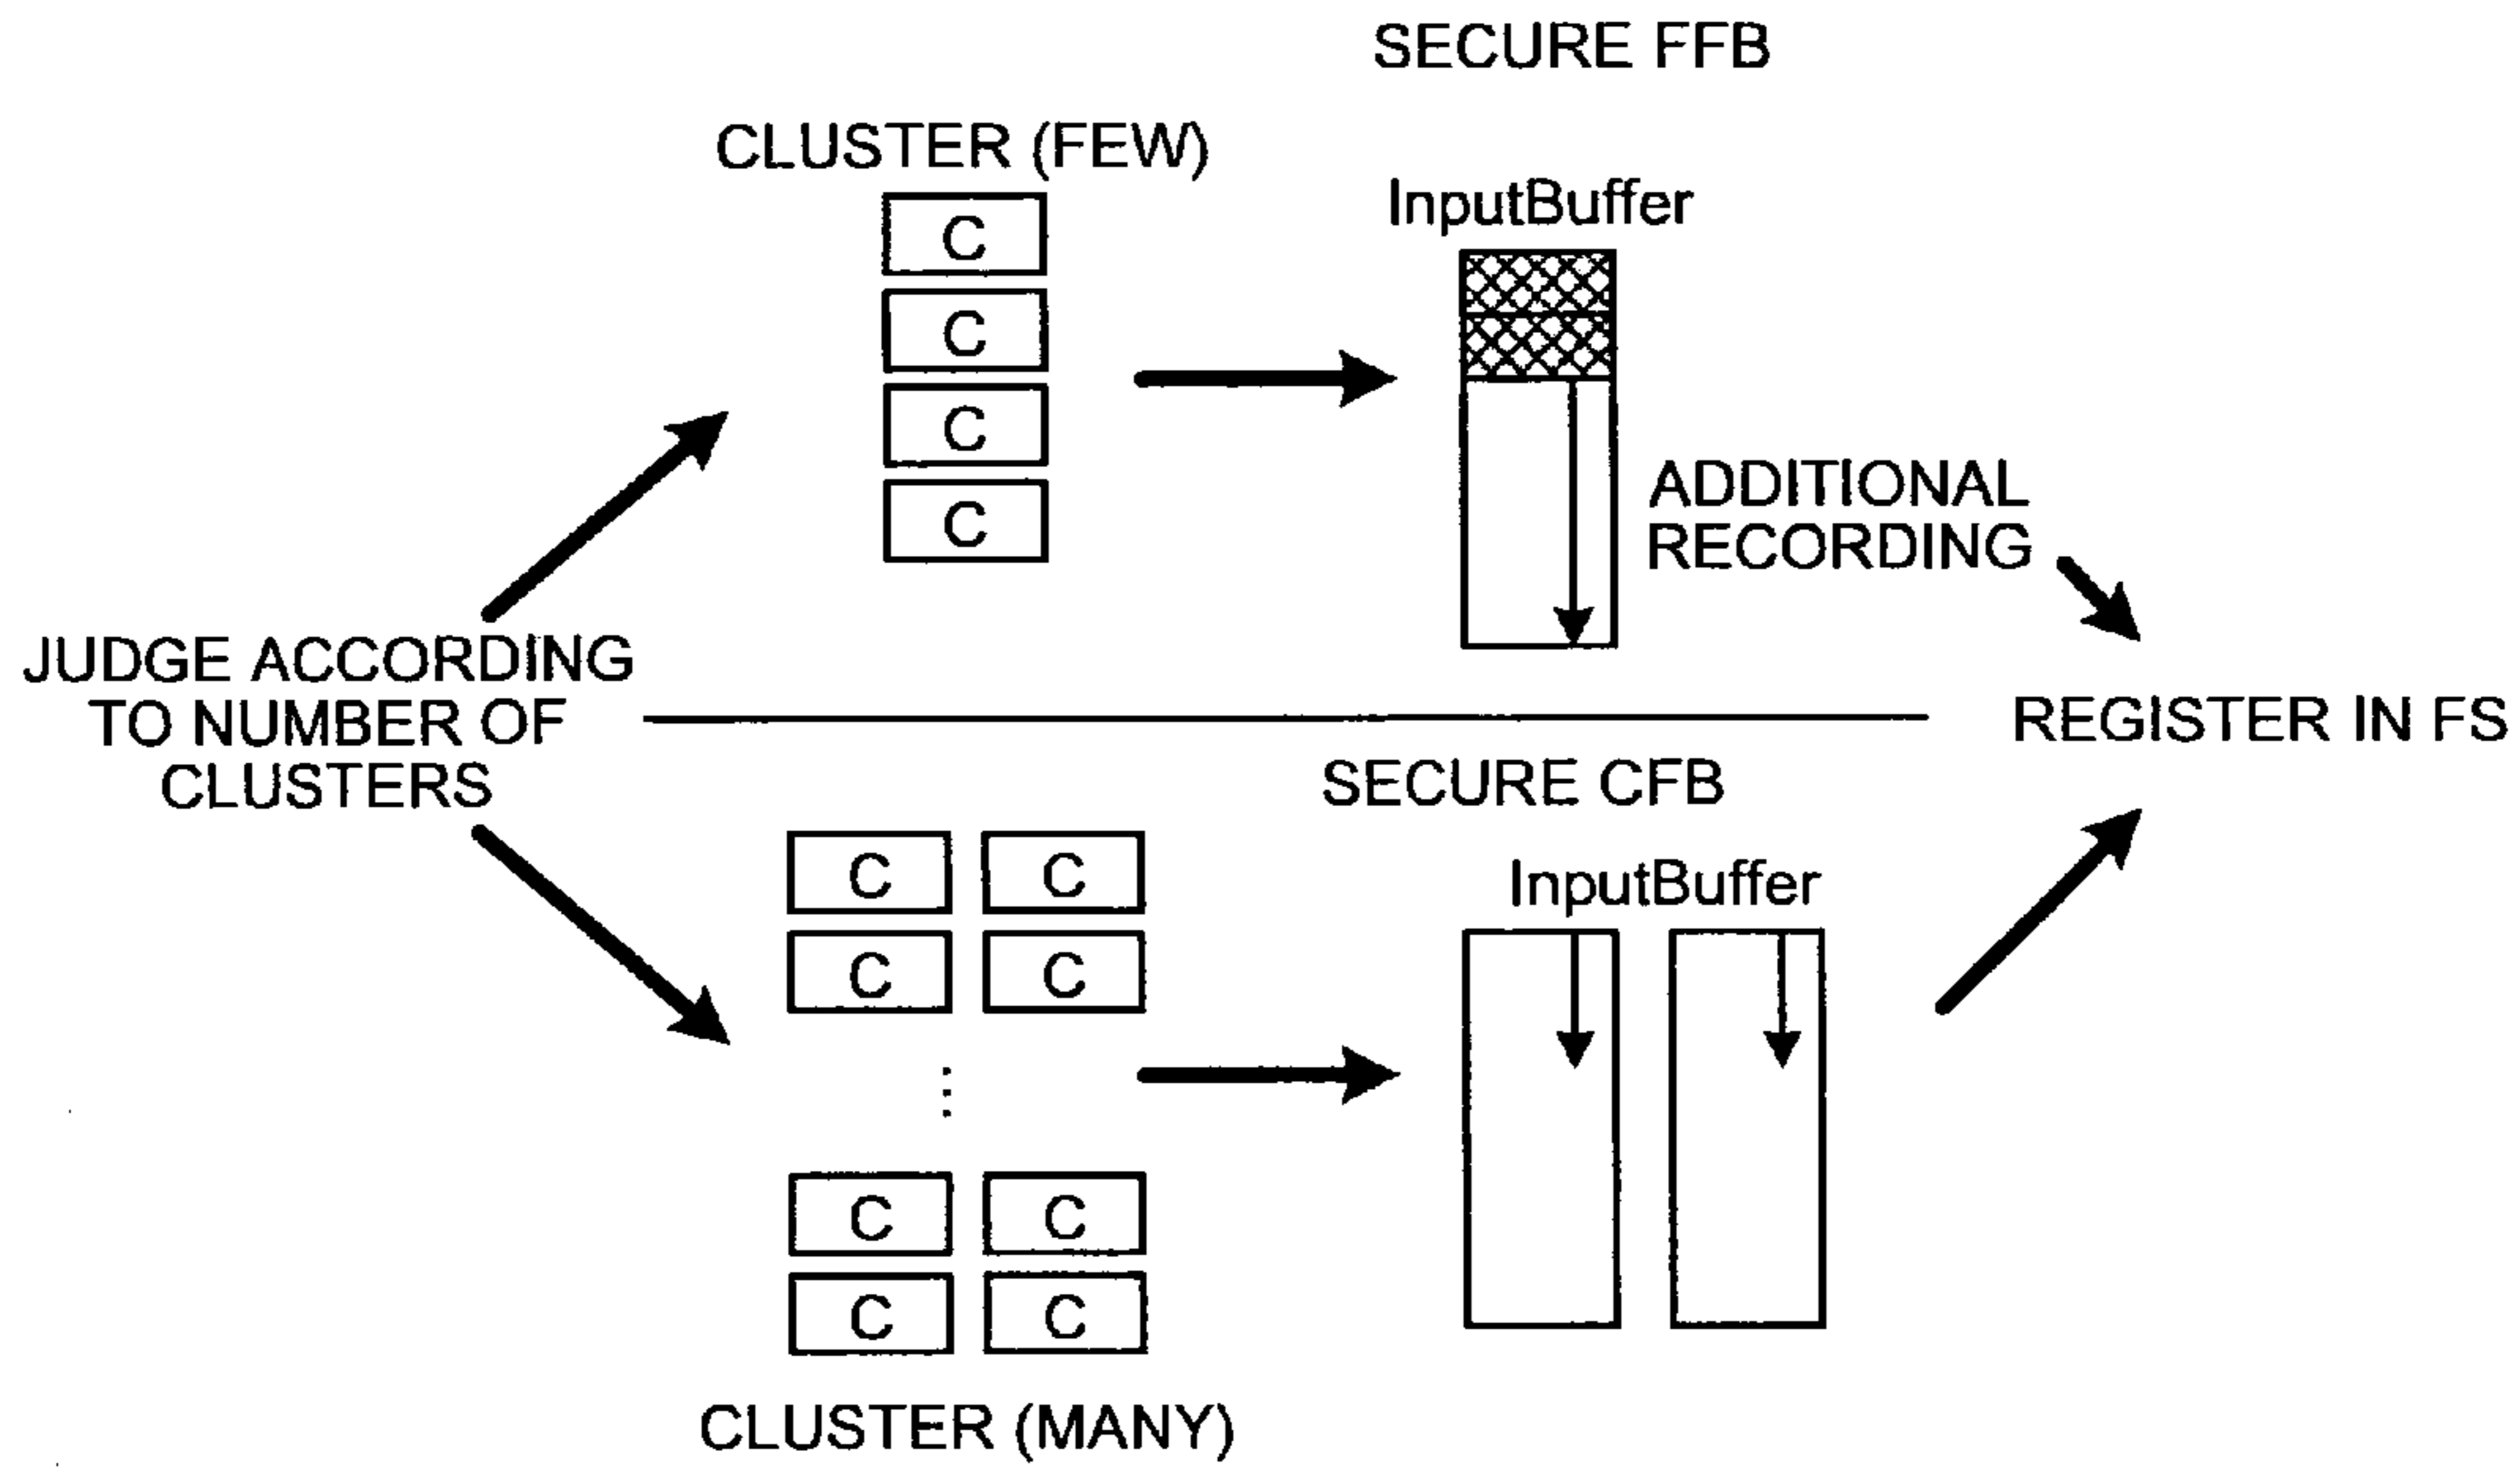 SECURE FFB
CLUSTER (FEW)
InputBuffer
C
C
C
C
ADDITIONAL
RECORDING
JUDGE ACCORDING
TO NUMBER OF
CLUSTERS
REGISTER IN FS
SECURE CFB
InputBuffer
C C
C C
:
C C
C C
CLUSTER (MANY)